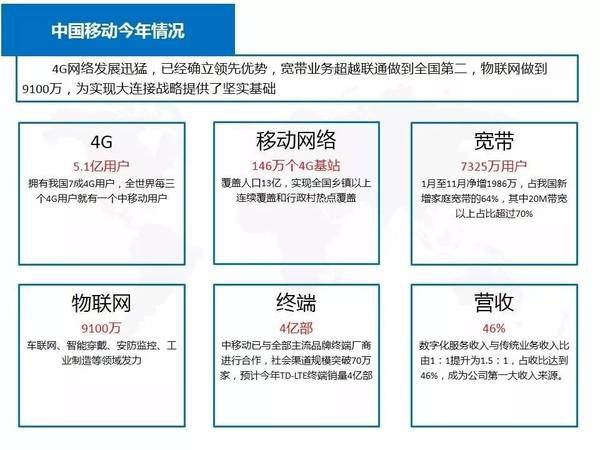 中国移动今年情况
4G网络发展迅猛，已经确立领先优势，宽带业务超越联通做到全国第二，物联网做到
9100万，为实现大连接战略提供了坚实基础
4G
5.1亿用户
拥有我国7成4G用户，全世界每三
个4G用户就有一个中移动用户
移动网络
146万个4G基站
覆盖人口13亿，实现全国乡镇以上
连续覆盖和行政村热点覆盖
宽带
7325万用户
1月至11月净增1986万，占我国新
增家庭宽带的64%，其中20M带宽
以上占比超过70%
物联网
9100万
车联网、智能穿戴、安防监控、工
业制造等领域发力
终端
4亿部
中移动已与全部主流品牌终端厂商
进行合作，社会渠道规模突破70万
家，预计今年TD-LTE终端销量4亿部
营收
46%
数字化服务收入与传统业务收入比
由1：1提升为1.5：1，占收比达到
46%，成为公司第一大收入来源。